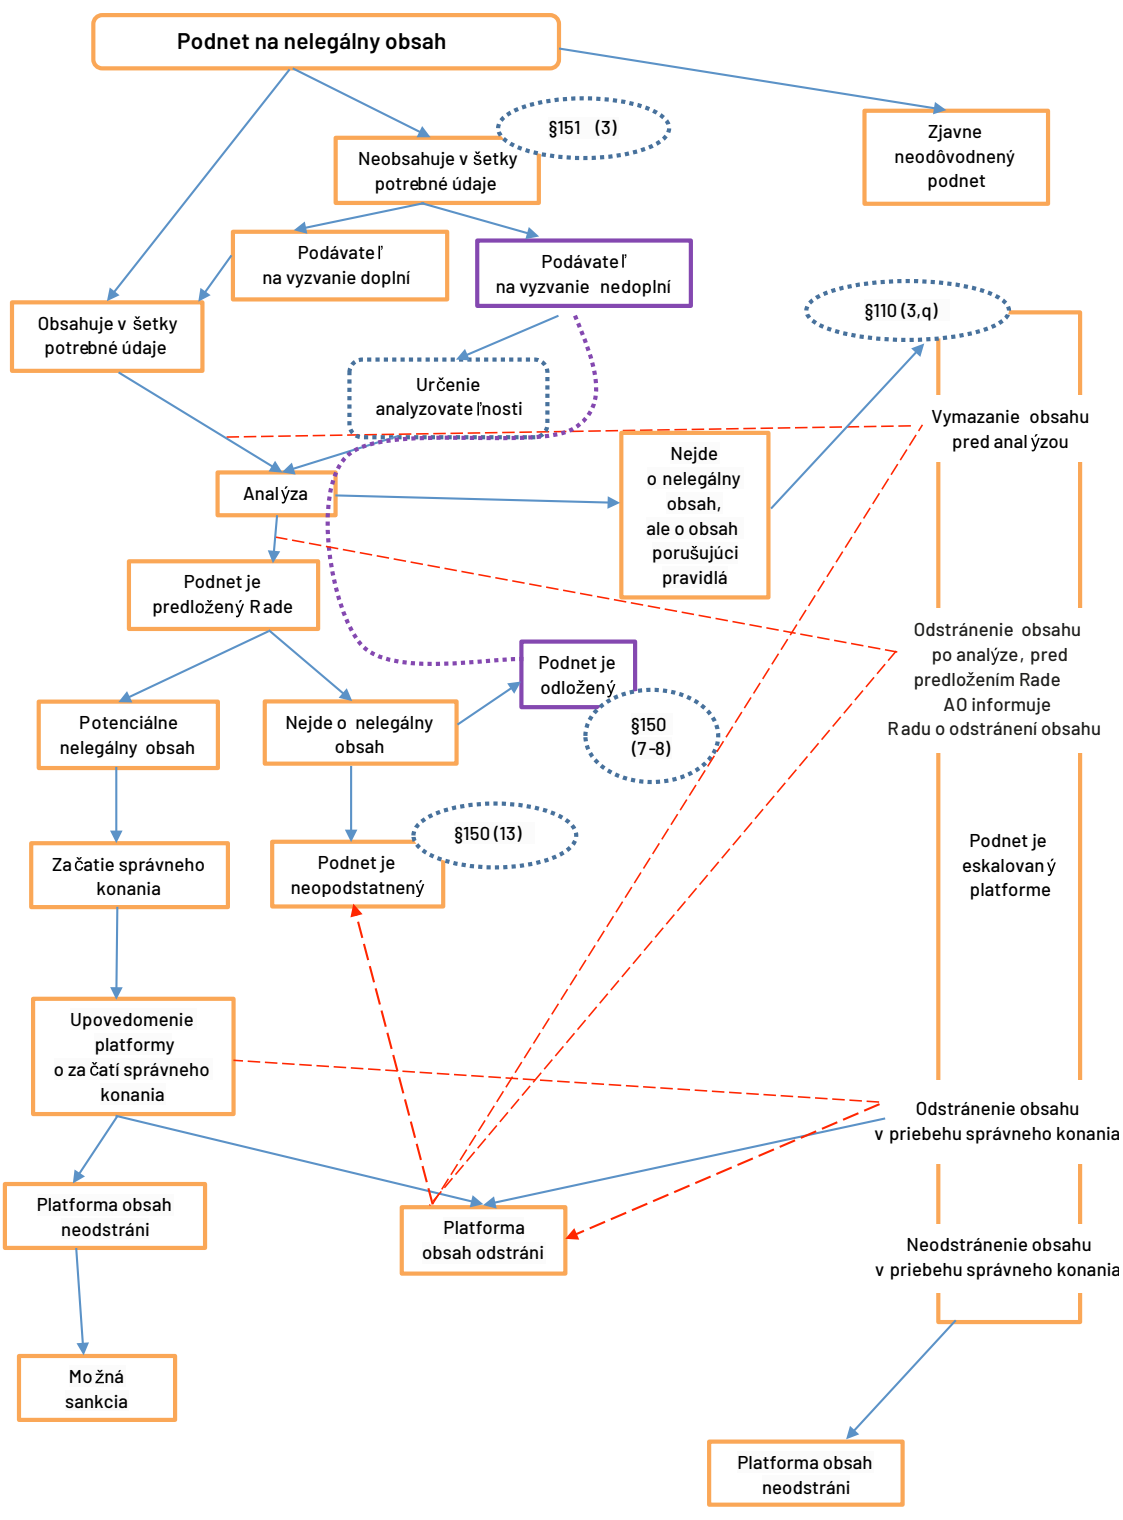 Podnet na nelegálny obsah
§151 (3)
Zjavne
neodôvodnený
podnet
Neobsahuje všetky
potrebné údaje
Podávateľ
na vyzvanie doplní
Podávateľ
na vyzvanie nedoplní
§110 (3,q)
Obsahuje všetky
potrebné údaje
Určenie
analyzovateľnosti
Vymazanie obsahu
pred analýzou
Nejde
o nelegálny
obsah,
ale o obsah
porušujúci
pravidlá
Analýza
Podnet je
predložený Rade
Odstránenie obsahu
po analýze, pred
predložením Rade
AO informuje
Radu o odstránení obsahu
Podnet je
odložený
§150
(7-8)
Potenciálne
nelegálny obsah
Nejde o nelegálny
obsah
§150 (13)
Podnet je
eskalovaný
platforme
Začatie správneho
konania
Podnet je
neopodstatnený
Upovedomenie
platformy
o začatí správneho
konania
Odstránenie obsahu
v priebehu správneho konania
Platforma obsah
neodstráni
Platforma
obsah odstráni
Neodstránenie obsahu
v priebehu správneho konania
Možná
sankcia
Platforma obsah
neodstráni